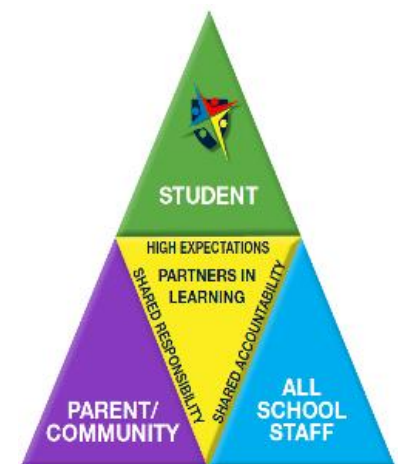 STUDENT
HIGH EXPECTATIONS
PARTNERS IN
LEARNING
SHARED RESPONSIBILITY
SHARED ACCOUNTABILITY
PARENT/
COMMUNITY
ALL
SCHOOL
STAFF